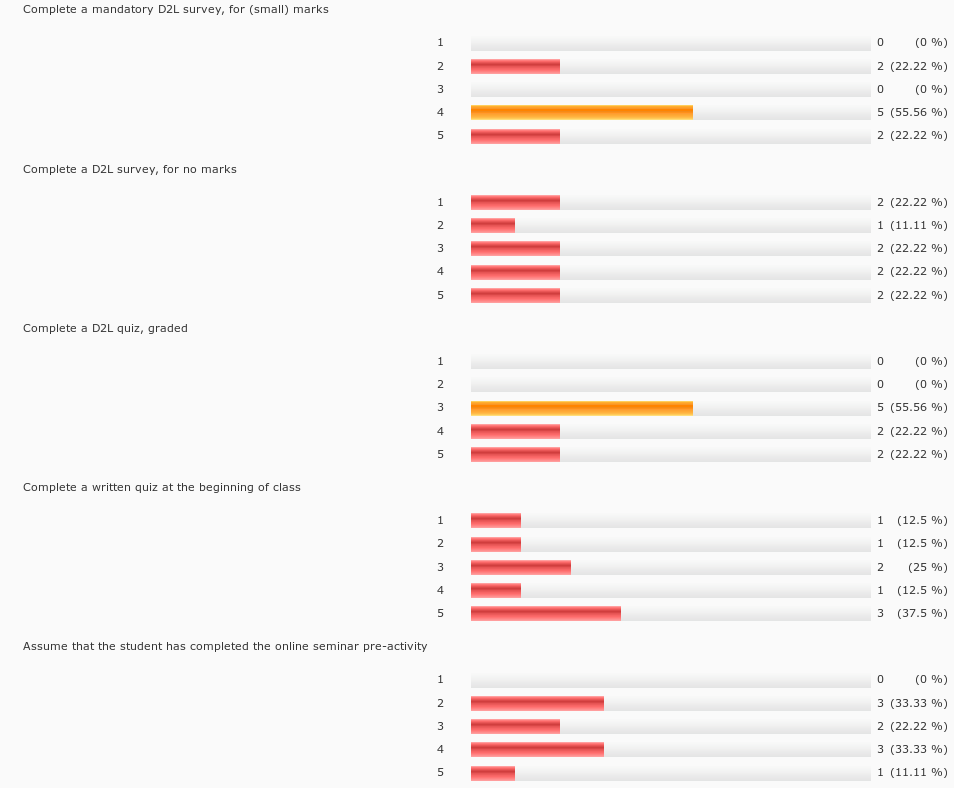 Complete a mandatory D2L survey, for (small) marks
1 0 (0 %)
2 2 (22.22 %)
3 0 (0 %)
4 5 (55.56 %)
5 2 (22.22 %)
Complete a D2L survey, for no marks
1 2 (22.22 %)
2 1 (11.11 %)
3 2 (22.22 %)
4 2 (22.22 %)
5 2 (22.22 %)
Complete a D2L quiz, graded
1 0 (0 %)
2 0 (0 %)
3 5 (55.56 %)
4 2 (22.22 %)
5 2 (22.22 %)
Complete a written quiz at the beginning of class
1 1 (12.5 %)
2 1 (12.5 %)
3 2 (25 %)
4 1 (12.5 %)
5 3 (37.5 %)
Assume that the student has completed the online seminar pre-activity
1 0 (0 %)
2 3 (33.33 %)
3 2 (22.22 %)
4 3 (33.33 %)
5 1 (11.11 %)